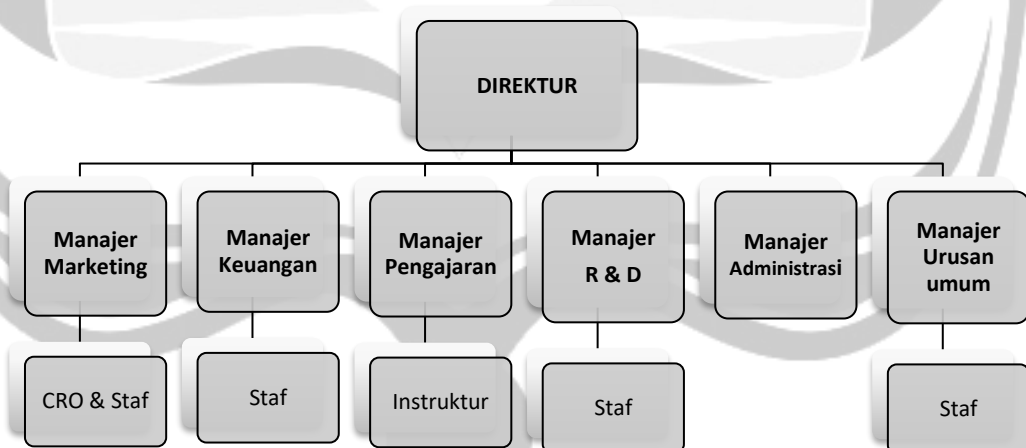 DIREKTUR
Manajer
Marketing
Manajer
Keuangan
Manajer
Pengajaran
Manajer
R & D
Manajer
Administrasi
Manajer
Urusan
umum
CRO & Staf
Staf
Instruktur
Staf
Staf